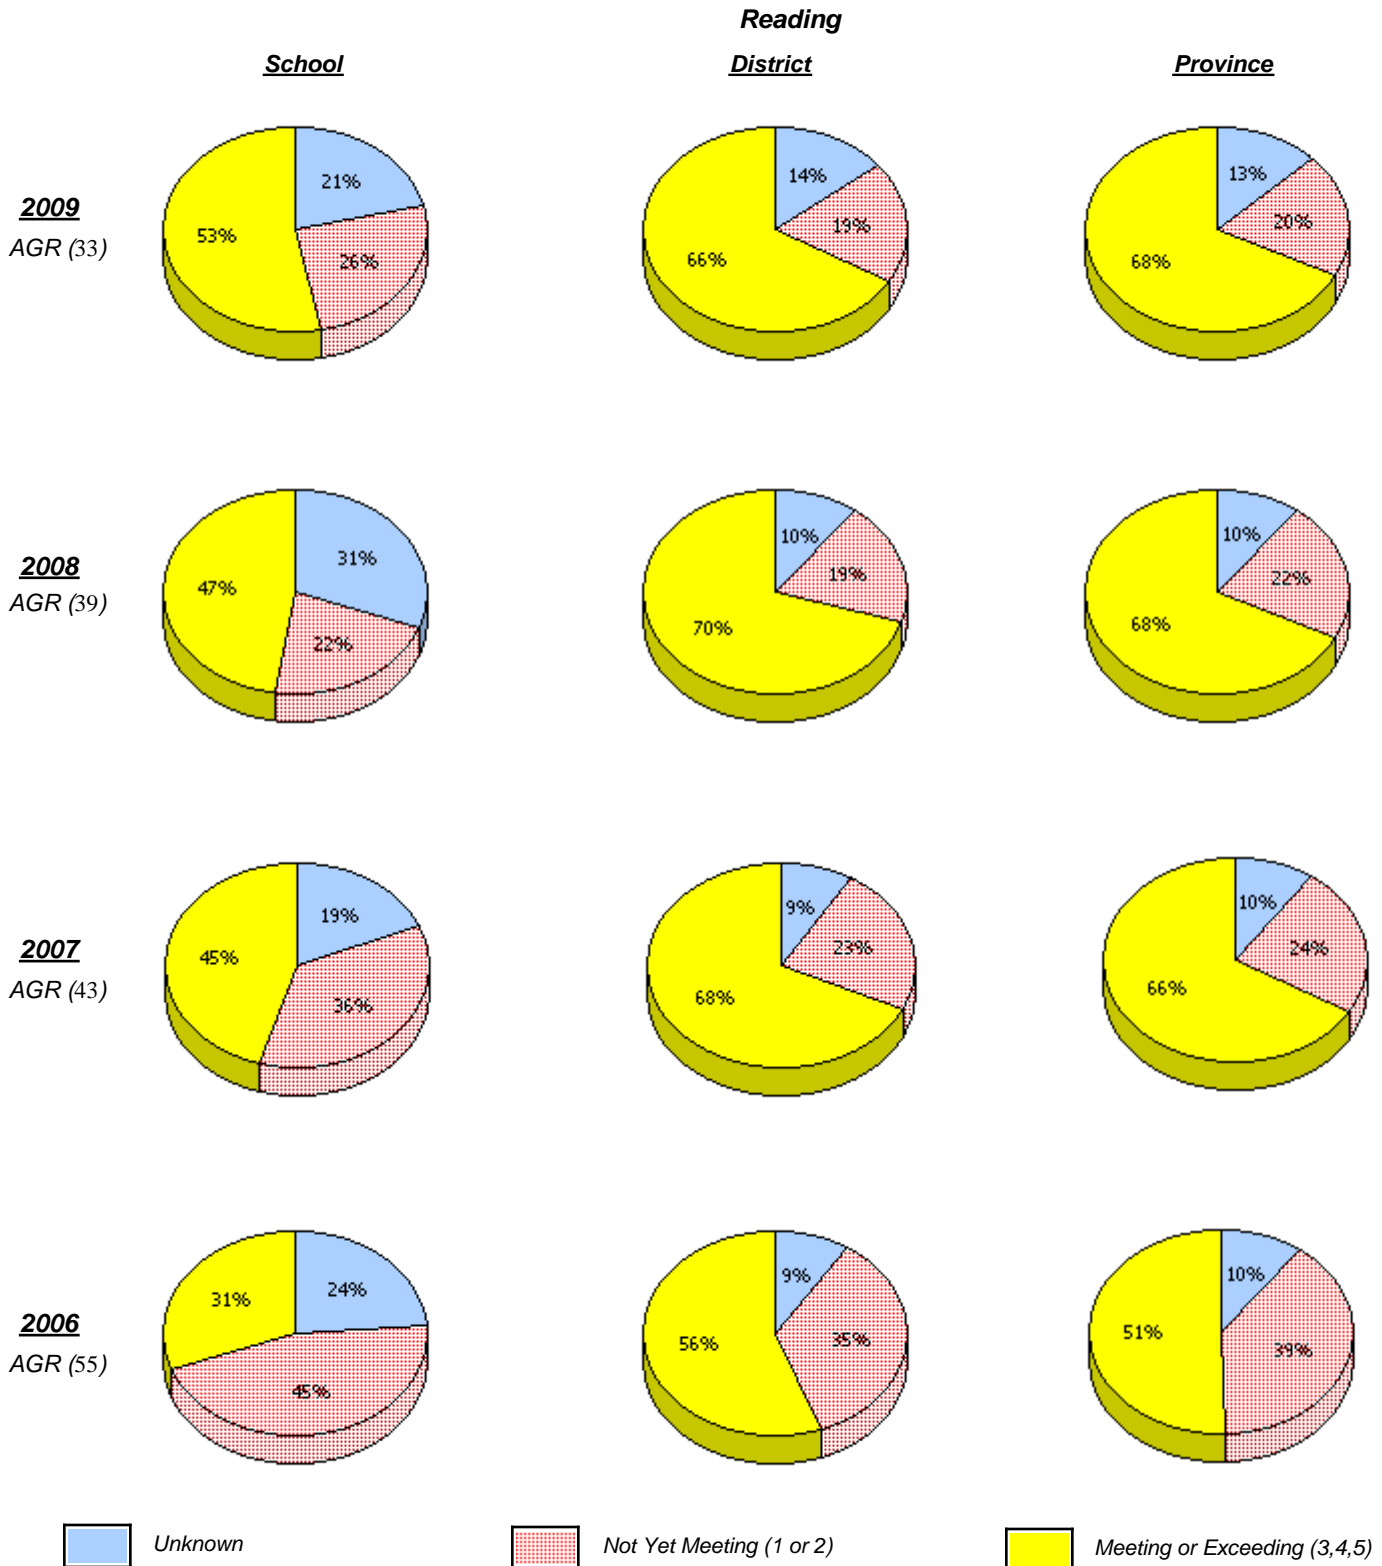 Reading
School District Province
2009
AGR (33)
21% 53% 26%
14% 19% 66%
13% 20% 68%
2008
AGR (39)
31% 47% 22%
10% 19% 70%
10% 22% 68%
2007
AGR (43)
19% 45% 36%
9% 23% 68%
10% 24% 66%
2006
AGR (55)
24% 31% 45%
9% 35% 56%
10% 39% 51%
Unknown Not Yet Meeting (1 or 2) Meeting or Exceeding (3,4,5)